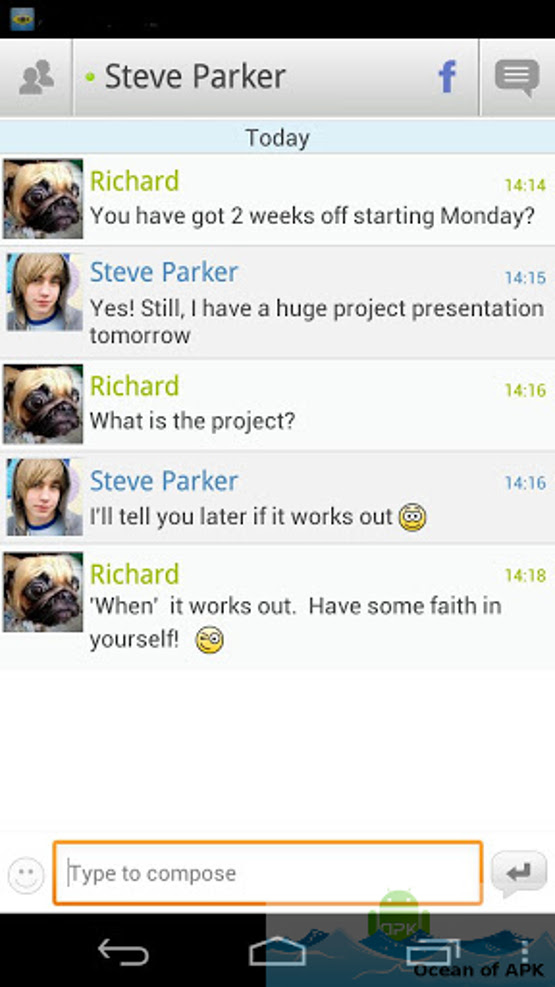 Steve Parker
f
Today
Richard
14:14
You have got 2 weeks off starting Monday?
Steve Parker
14:15
Yes! Still, I have a huge project presentation
tomorrow
Richard
14:16
What is the project?
Steve Parker
14:16
I'll tell you later if it works out
Richard
14:18
'When'  it works out.  Have some faith in
yourself!
Type to compose
APK
Ocean of APK